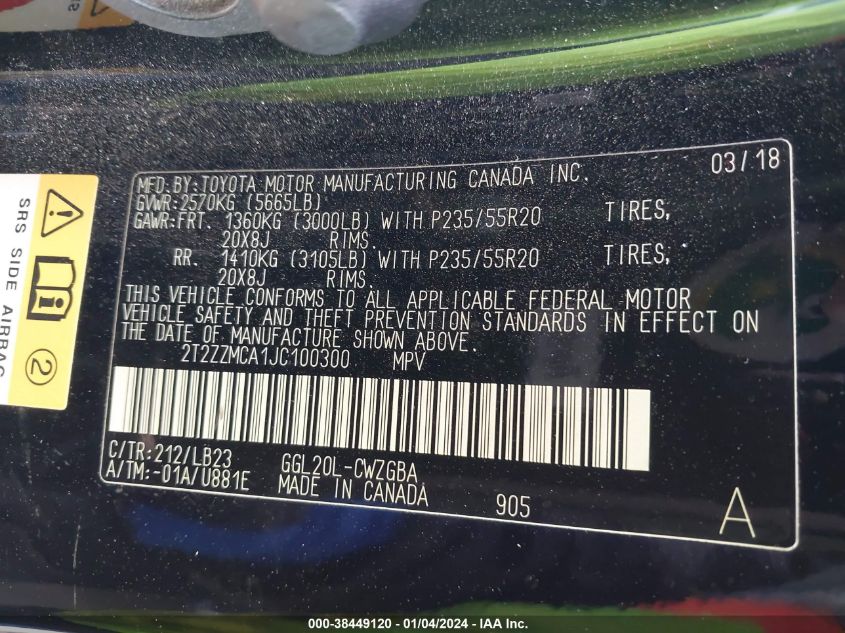 SRS SIDE AIRBAG
2
03/18
MFD.BY:TOYOTA MOTOR MANUFACTURING CANADA INC.
GVWR:2570KG (5665LB)
GAWR:FRT. 1360KG (3000LB) WITH P235/55R20 TIRES,
20X8J RIMS.
RR. 1410KG (3105LB) WITH P235/55R20 TIRES,
20X8J RIMS.
THIS VEHICLE CONFORMS TO ALL APPLICABLE FEDERAL MOTOR
VEHICLE SAFETY AND THEFT PREVENTION STANDARDS IN EFFECT ON
THE DATE OF MANUFACTURE SHOWN ABOVE.
2T2ZZMCA1JC100300 MPV
C/TR:212/LB23 GGL20L-CWZGBA
A/TM:-01A/U881E MADE IN CANADA 905
A
000-38449120 - 01/04/2024 - IAA Inc.